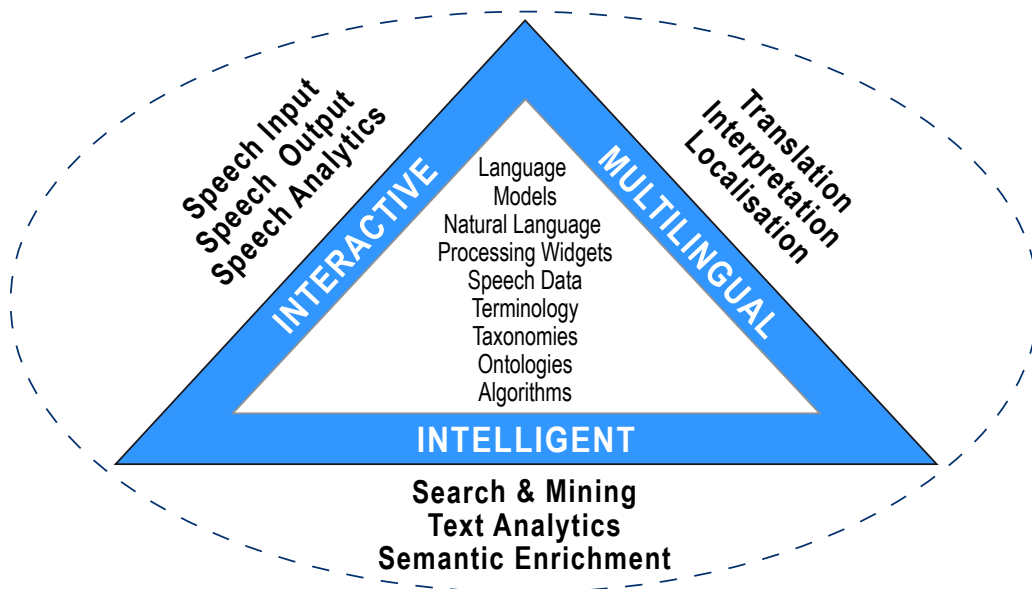 Speech Input
Speech Output
Speech Analytics
INTERACTIVE
Translation
Interpretation
Localisation
MULTILINGUAL
Language
Models
Natural Language
Processing Widgets
Speech Data
Terminology
Taxonomies
Ontologies
Algorithms
INTELLIGENT
Search & Mining
Text Analytics
Semantic Enrichment